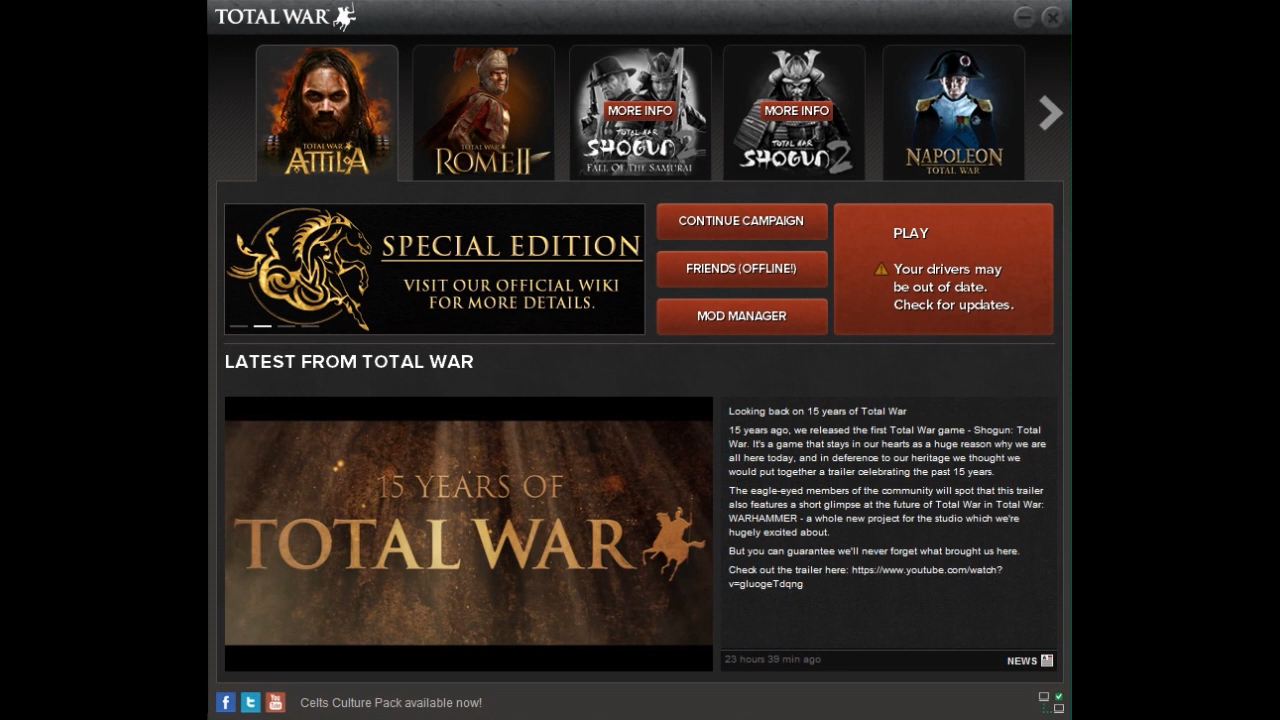 TOTAL WAR
TOTAL WAR
ATTILA
TOTAL WAR
ROME II
MORE INFO
TOTAL WAR
SHOGUN 2
FALL OF THE SAMURAI
MORE INFO
TOTAL WAR
SHOGUN 2
NAPOLEON
TOTAL WAR
SPECIAL EDITION
VISIT OUR OFFICIAL WIKI
FOR MORE DETAILS.
CONTINUE CAMPAIGN
FRIENDS (OFFLINE!)
MOD MANAGER
PLAY
Your drivers may
be out of date.
Check for updates.
LATEST FROM TOTAL WAR
15 YEARS OF
TOTAL WAR
Looking back on 15 years of Total War
15 years ago, we released the first Total War game - Shogun: Total
War. It's a game that stays in our hearts as a huge reason why we are
all here today, and in deference to our heritage we thought we
would put together a trailer celebrating the past 15 years.
The eagle-eyed members of the community will spot that this trailer
also features a short glimpse at the future of Total War in Total War:
WARHAMMER - a whole new project for the studio which we're
hugely excited about.
But you can guarantee we'll never forget what brought us here.
Check out the trailer here: https://www.youtube.com/watch?
v=gluogeTdqng
23 hours 39 min ago
NEWS
f
t
You
Tube
Celts Culture Pack available now!